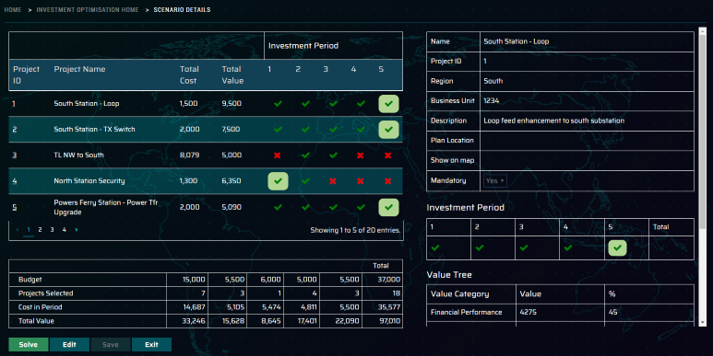 HOME > INVESTMENT OPTIMISATION HOME > SCENARIO DETAILS
Investment Period
Project ID Project Name Total Cost Total Value 1 2 3 4 5
1 South Station - Loop 1,500 9,500
2 South Station - TX Switch 2,000 7,500
3 TL NW to South 8,079 5,000
4 North Station Security 1,300 6,350
5 Powers Ferry Station - Power Tfr Upgrade 2,000 5,090
1 2 3 4
Showing 1 to 5 of 20 entries.
Total
Budget 15,000 5,500 6,000 5,000 5,500 37,000
Projects Selected 7 3 1 4 3 18
Cost in Period 14,687 5,105 5,474 4,811 5,500 35,577
Total Value 33,246 15,628 8,645 17,401 22,090 97,010
Solve Edit Save Exit
Name South Station - Loop
Project ID 1
Region South
Business Unit 1234
Description Loop feed enhancement to south substation
Plan Location
Show on map
Mandatory Yes
Investment Period
1 2 3 4 5 Total
Value Tree
Value Category Value %
Financial Performance 4275 45